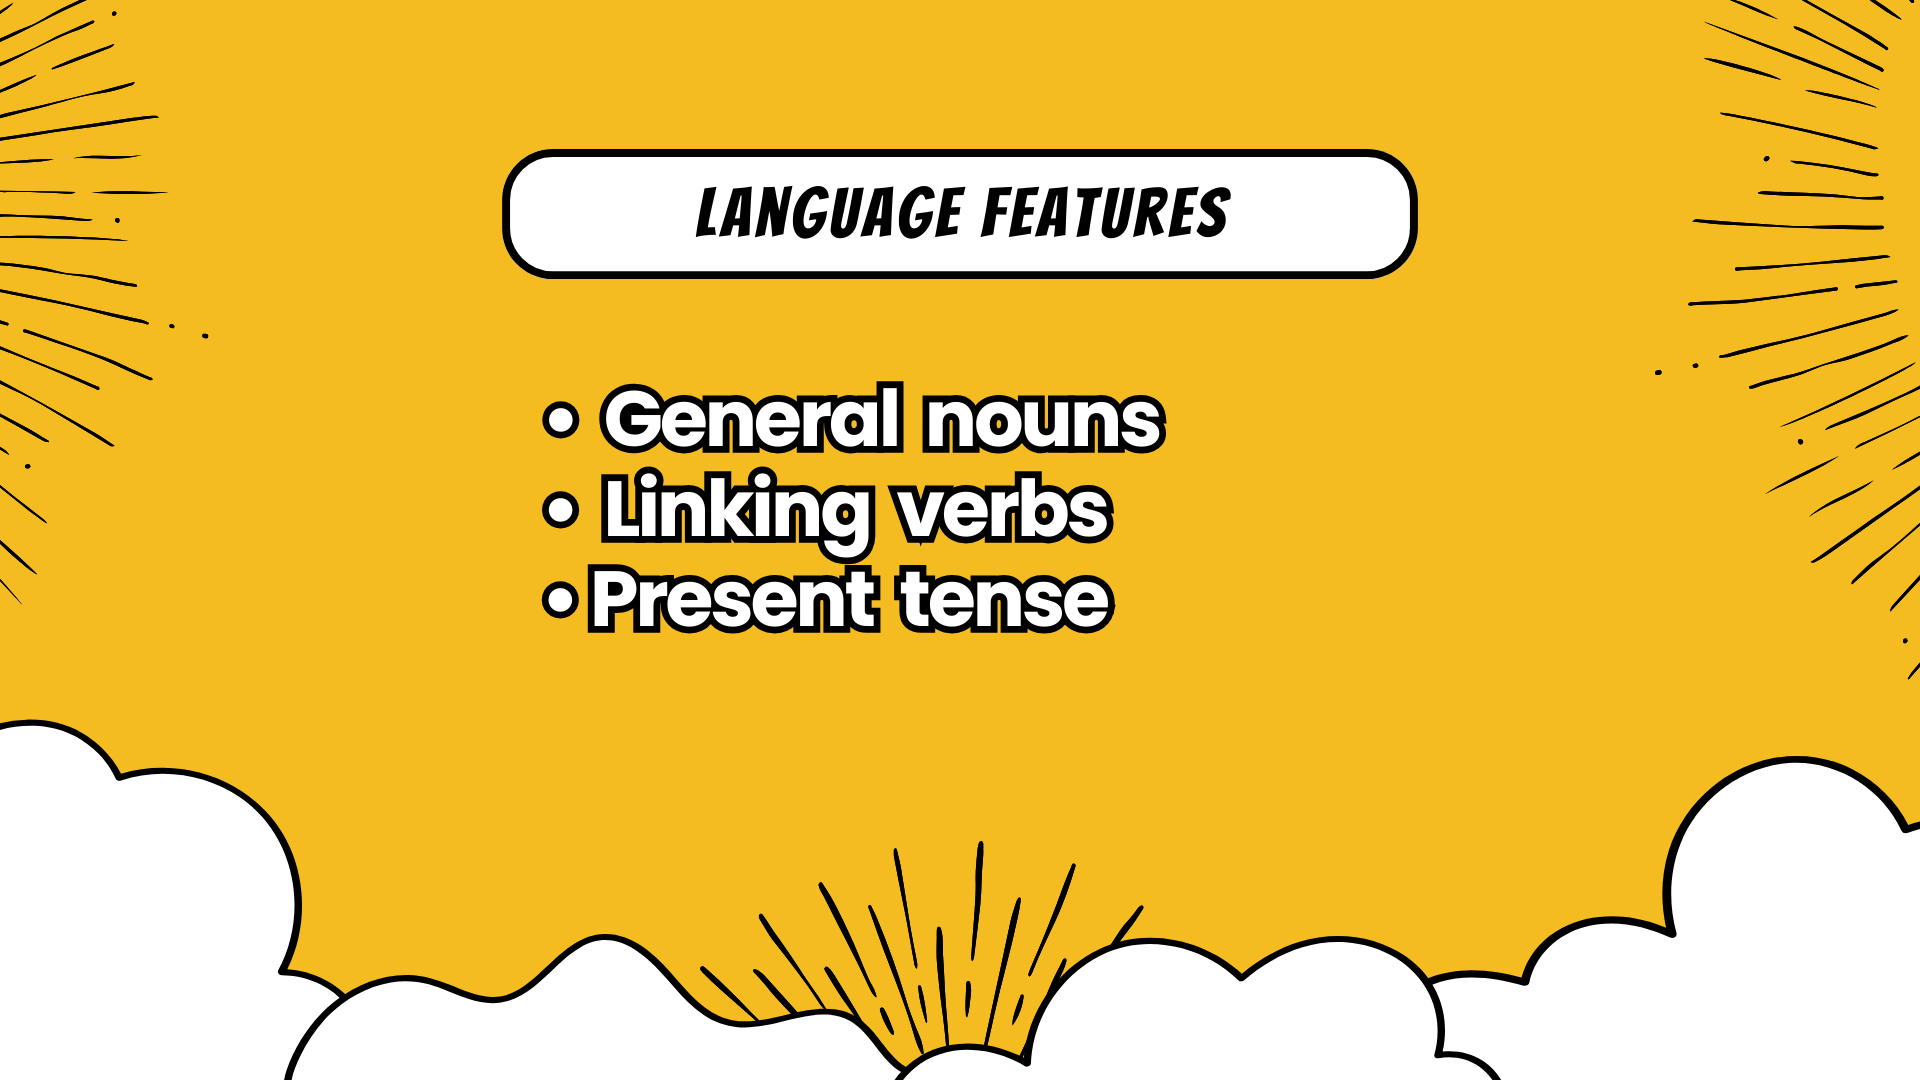 LANGUAGE FEATURES
• General nouns
• Linking verbs
• Present tense